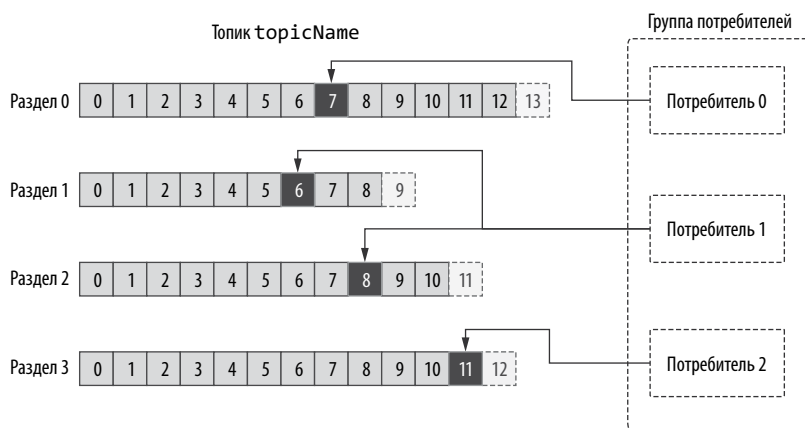 Топик topicName
Группа потребителей
Раздел 0 0 1 2 3 4 5 6 7 8 9 10 11 12 13
Потребитель 0
Раздел 1 0 1 2 3 4 5 6 7 8 9
Потребитель 1
Раздел 2 0 1 2 3 4 5 6 7 8 9 10 11
Раздел 3 0 1 2 3 4 5 6 7 8 9 10 11 12
Потребитель 2